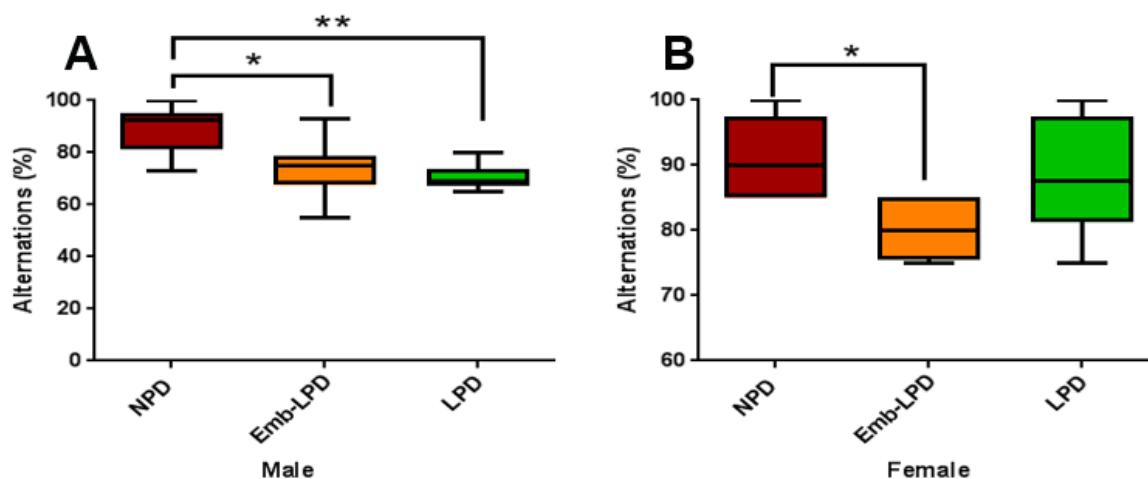 A
**
*
Alternations (%)
100
80
60
40
20
0
NPD
Emb-LPD
LPD
Male
B
*
Alternations (%)
100
90
80
70
60
NPD
Emb-LPD
LPD
Female